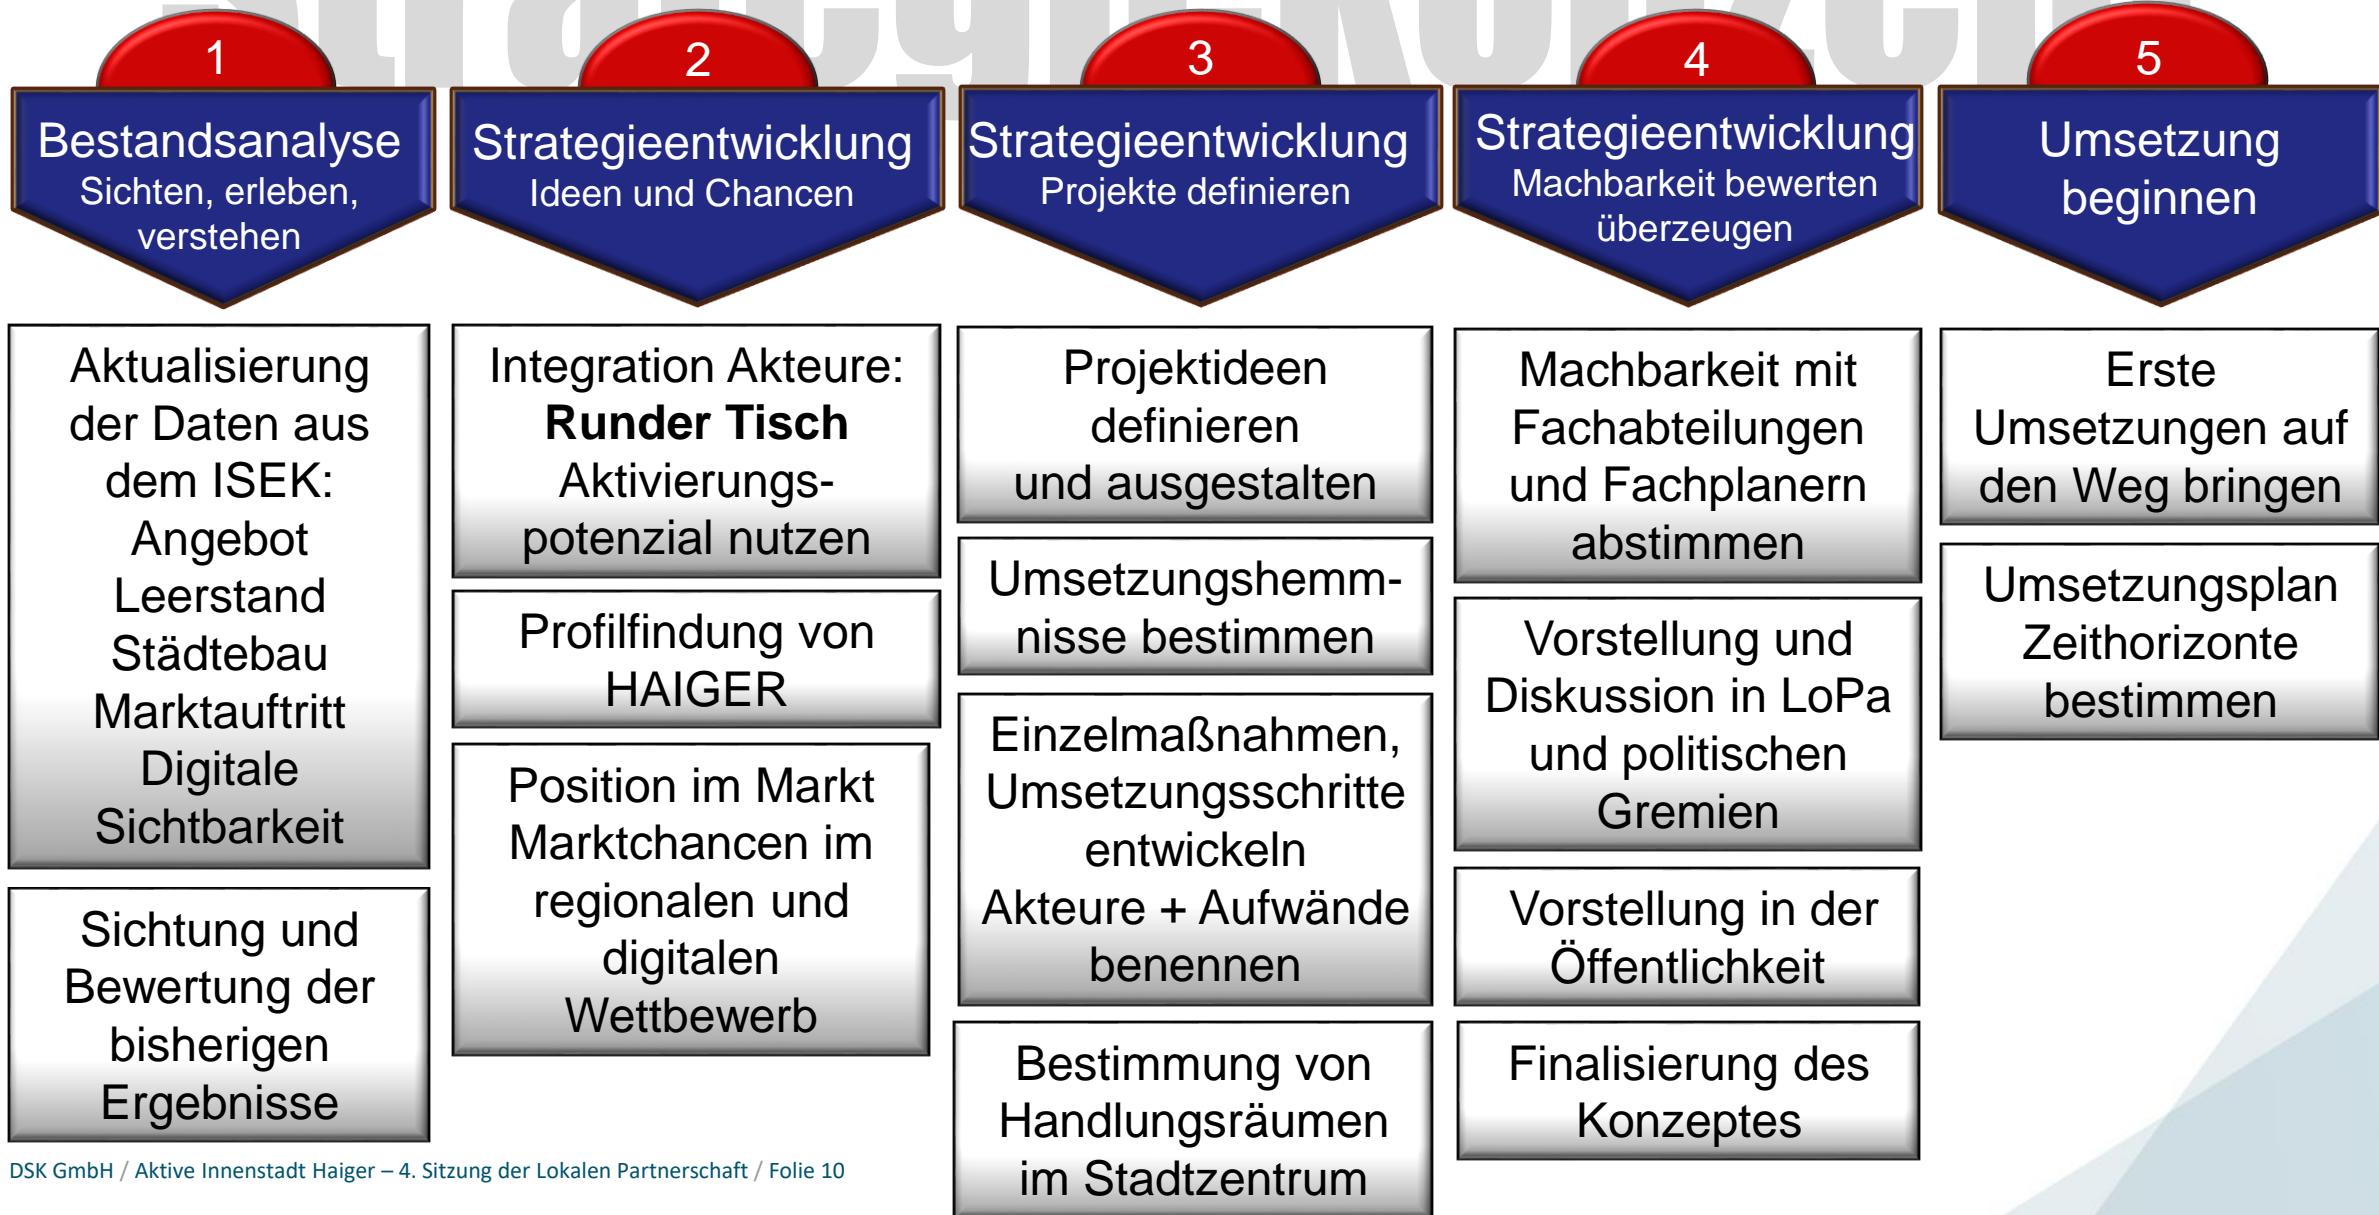 Strategiekonzept
1
Bestandsanalyse
Sichten, erleben,
verstehen
Aktualisierung
der Daten aus
dem ISEK:
Angebot
Leerstand
Städtebau
Marktauftritt
Digitale
Sichtbarkeit
Sichtung und
Bewertung der
bisherigen
Ergebnisse
2
Strategieentwicklung
Ideen und Chancen
Integration Akteure:
Runder Tisch
Aktivierungs-
potenzial nutzen
Profilfindung von
HAIGER
Position im Markt
Marktchancen im
regionalen und
digitalen
Wettbewerb
3
Strategieentwicklung
Projekte definieren
Projektideen
definieren
und ausgestalten
Umsetzungshemm-
nisse bestimmen
Einzelmaßnahmen,
Umsetzungsschritte
entwickeln
Akteure + Aufwände
benennen
Bestimmung von
Handlungsräumen
im Stadtzentrum
4
Strategieentwicklung
Machbarkeit bewerten
überzeugen
Machbarkeit mit
Fachabteilungen
und Fachplanern
abstimmen
Vorstellung und
Diskussion in LoPa
und politischen
Gremien
Vorstellung in der
Öffentlichkeit
Finalisierung des
Konzeptes
5
Umsetzung
beginnen
Erste
Umsetzungen auf
den Weg bringen
Umsetzungsplan
Zeithorizonte
bestimmen
DSK GmbH / Aktive Innenstadt Haiger – 4. Sitzung der Lokalen Partnerschaft / Folie 10